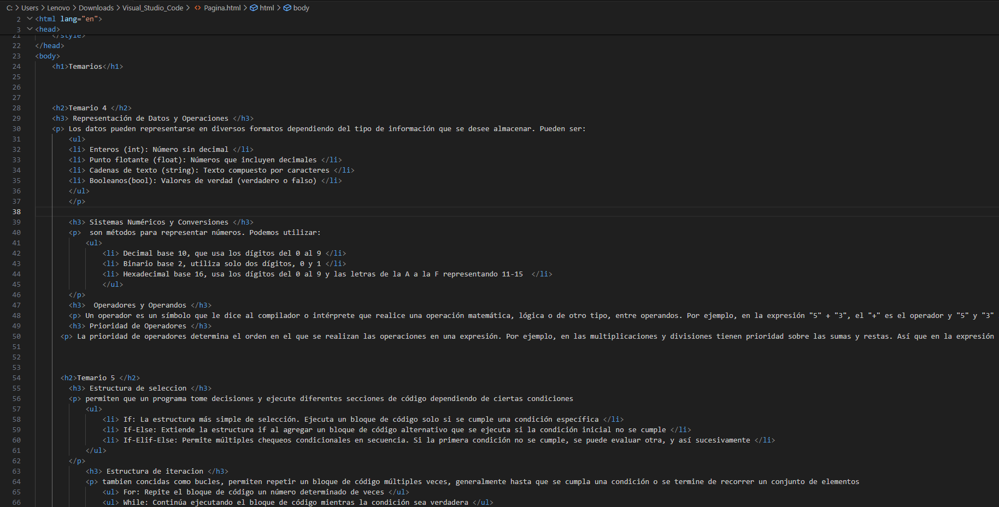 C: > Users > Lenovo > Downloads > Visual_Studio_Code > <> Pagina.html > html > body
2 <html lang="en">
3 <head>
21 </style>
22 </head>
23 <body>
24 <h1>Temarios</h1>
25
26
27
28 <h2>Temario 4 </h2>
29 <h3> Representación de Datos y Operaciones </h3>
30 <p> Los datos pueden representarse en diversos formatos dependiendo del tipo de información que se desee almacenar. Pueden ser:
31 <ul>
32 <li> Enteros (int): Número sin decimal </li>
33 <li> Punto flotante (float): Números que incluyen decimales </li>
34 <li> Cadenas de texto (string): Texto compuesto por caracteres </li>
35 <li> Booleanos(bool): Valores de verdad (verdadero o falso) </li>
36 </ul>
37 </p>
38
39 <h3> Sistemas Numéricos y Conversiones </h3>
40 <p>  son métodos para representar números. Podemos utilizar:
41 <ul>
42 <li> Decimal base 10, que usa los dígitos del 0 al 9 </li>
43 <li> Binario base 2, utiliza solo dos dígitos, 0 y 1 </li>
44 <li> Hexadecimal base 16, usa los dígitos del 0 al 9 y las letras de la A a la F representando 11-15  </li>
45 </ul>
46 </p>
47 <h3>  Operadores y Operandos </h3>
48 <p> Un operador es un símbolo que le dice al compilador o intérprete que realice una operación matemática, lógica o de otro tipo, entre operandos. Por ejemplo, en la expresión "5" + "3", el "+" es el operador y "5" y "3"
49 <h3> Prioridad de Operadores </h3>
50 <p> La prioridad de operadores determina el orden en el que se realizan las operaciones en una expresión. Por ejemplo, en las multiplicaciones y divisiones tienen prioridad sobre las sumas y restas. Así que en la expresión
51
52
53
54 <h2>Temario 5 </h2>
55 <h3> Estructura de seleccion </h3>
56 <p> permiten que un programa tome decisiones y ejecute diferentes secciones de código dependiendo de ciertas condiciones
57 <ul>
58 <li> If: La estructura más simple de selección. Ejecuta un bloque de código solo si se cumple una condición específica </li>
59 <li> If-Else: Extiende la estructura if al agregar un bloque de código alternativo que se ejecuta si la condición inicial no se cumple </li>
60 <li> If-Elif-Else: Permite múltiples chequeos condicionales en secuencia. Si la primera condición no se cumple, se puede evaluar otra, y así sucesivamente </li>
61 </ul>
62 </p>
63 <h3> Estructura de iteracion </h3>
64 <p> tambien concidas como bucles, permiten repetir un bloque de código múltiples veces, generalmente hasta que se cumpla una condición o se termine de recorrer un conjunto de elementos
65 <ul> For: Repite el bloque de código un número determinado de veces </ul>
66 <ul> While: Continúa ejecutando el bloque de código mientras la condición sea verdadera </ul>